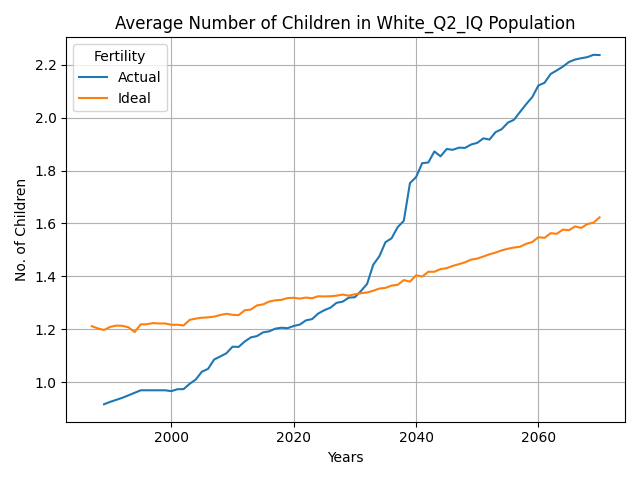 Average Number of Children in White_Q2_IQ Population
Fertility
Actual
Ideal
2.2
2.0
1.8
1.6
1.4
1.2
1.0
No. of Children
2000
2020
2040
2060
Years